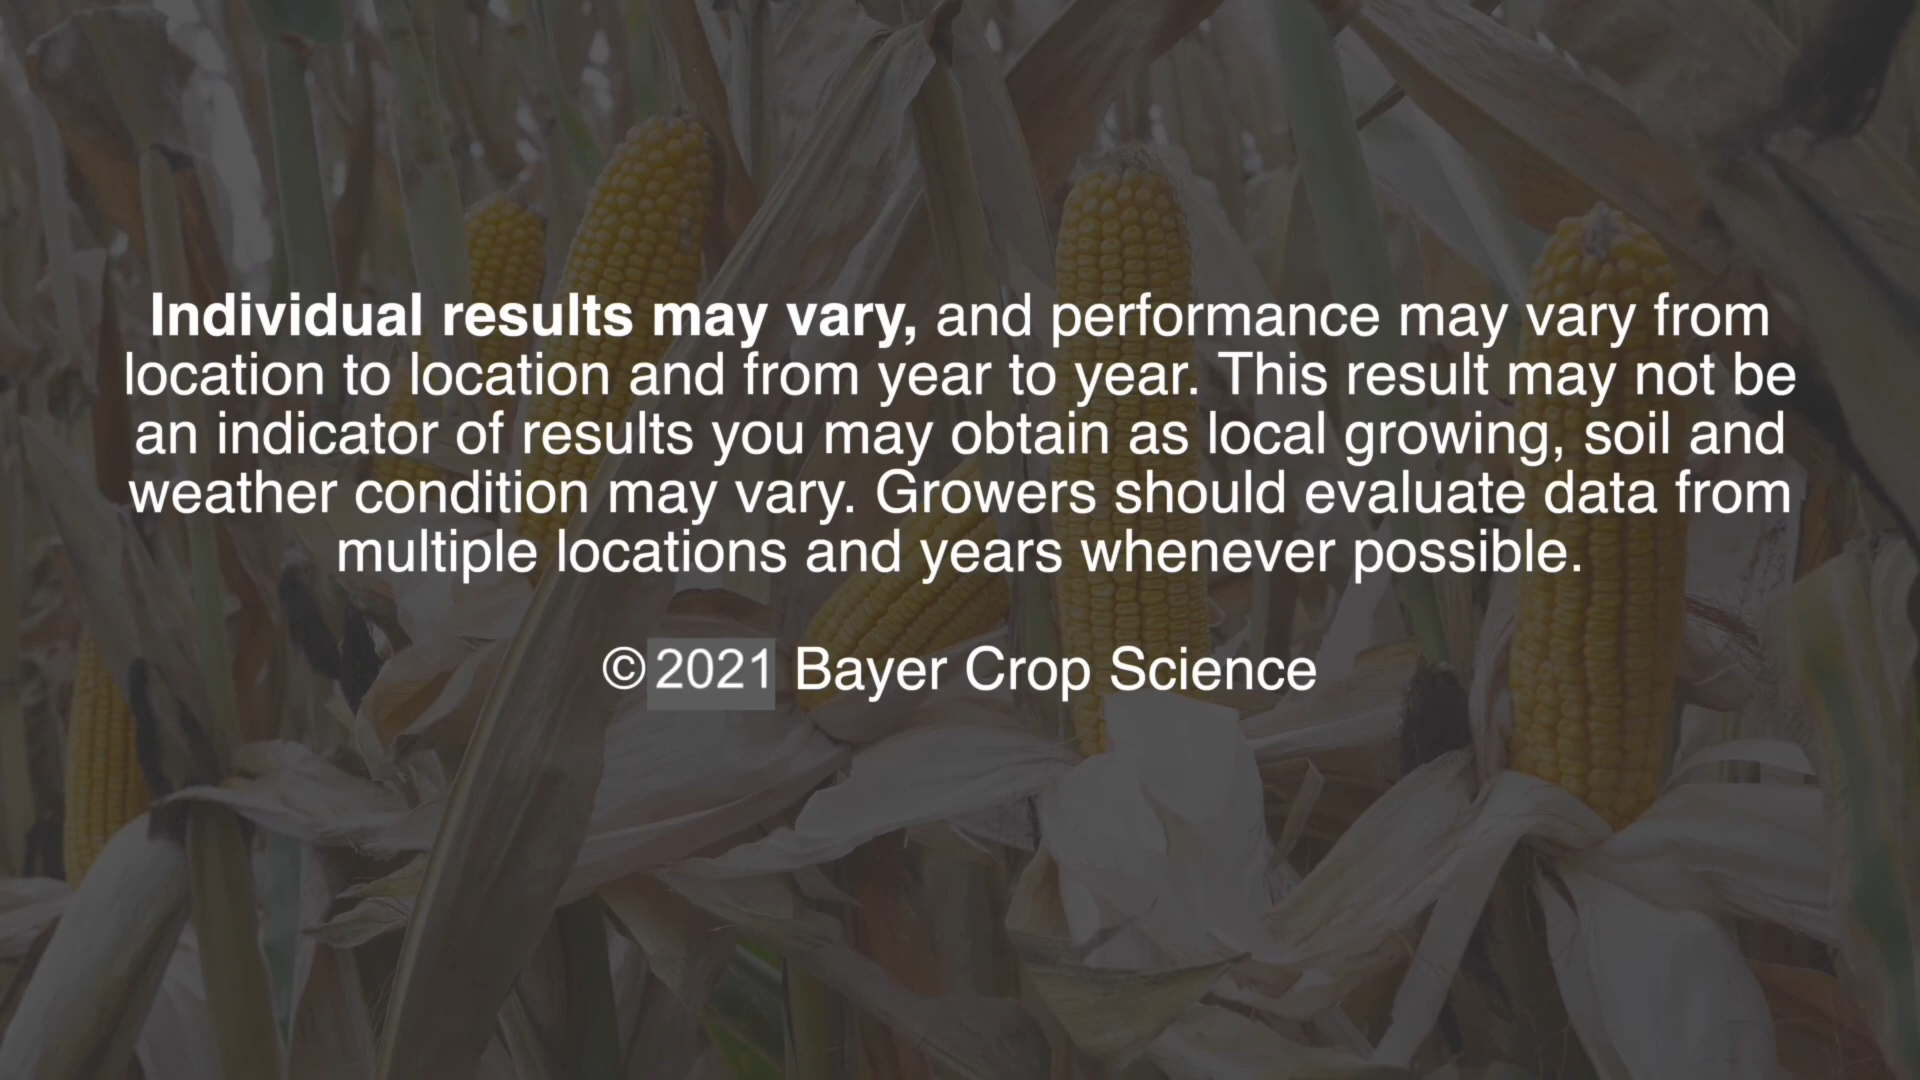 Individual results may vary, and performance may vary from
location to location and from year to year. This result may not be
an indicator of results you may obtain as local growing, soil and
weather condition may vary. Growers should evaluate data from
multiple locations and years whenever possible.
© 2021 Bayer Crop Science